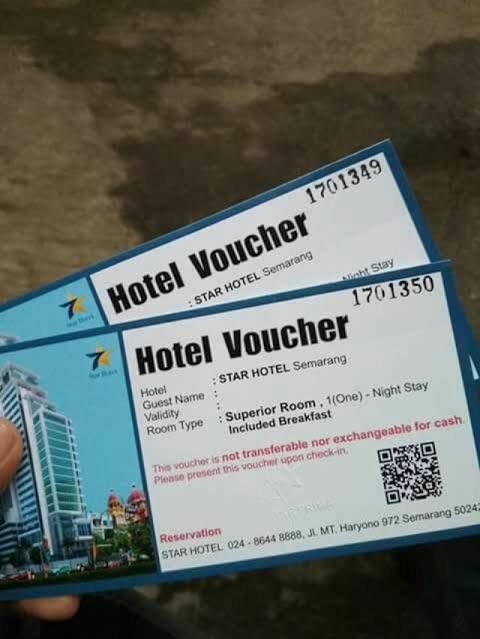 1701349
Hotel Voucher
: STAR HOTEL Semarang
Night Stay
1701350
Hotel Voucher
Hotel : STAR HOTEL Semarang
Guest Name :
Validity :
Room Type : Superior Room , 1(One) - Night Stay
Included Breakfast
This voucher is not transferable nor exchangeable for cash.
Please present this voucher upon check-in.
Reservation
STAR HOTEL 024 - 8644 8888, Jl. MT. Haryono 972 Semarang 50242